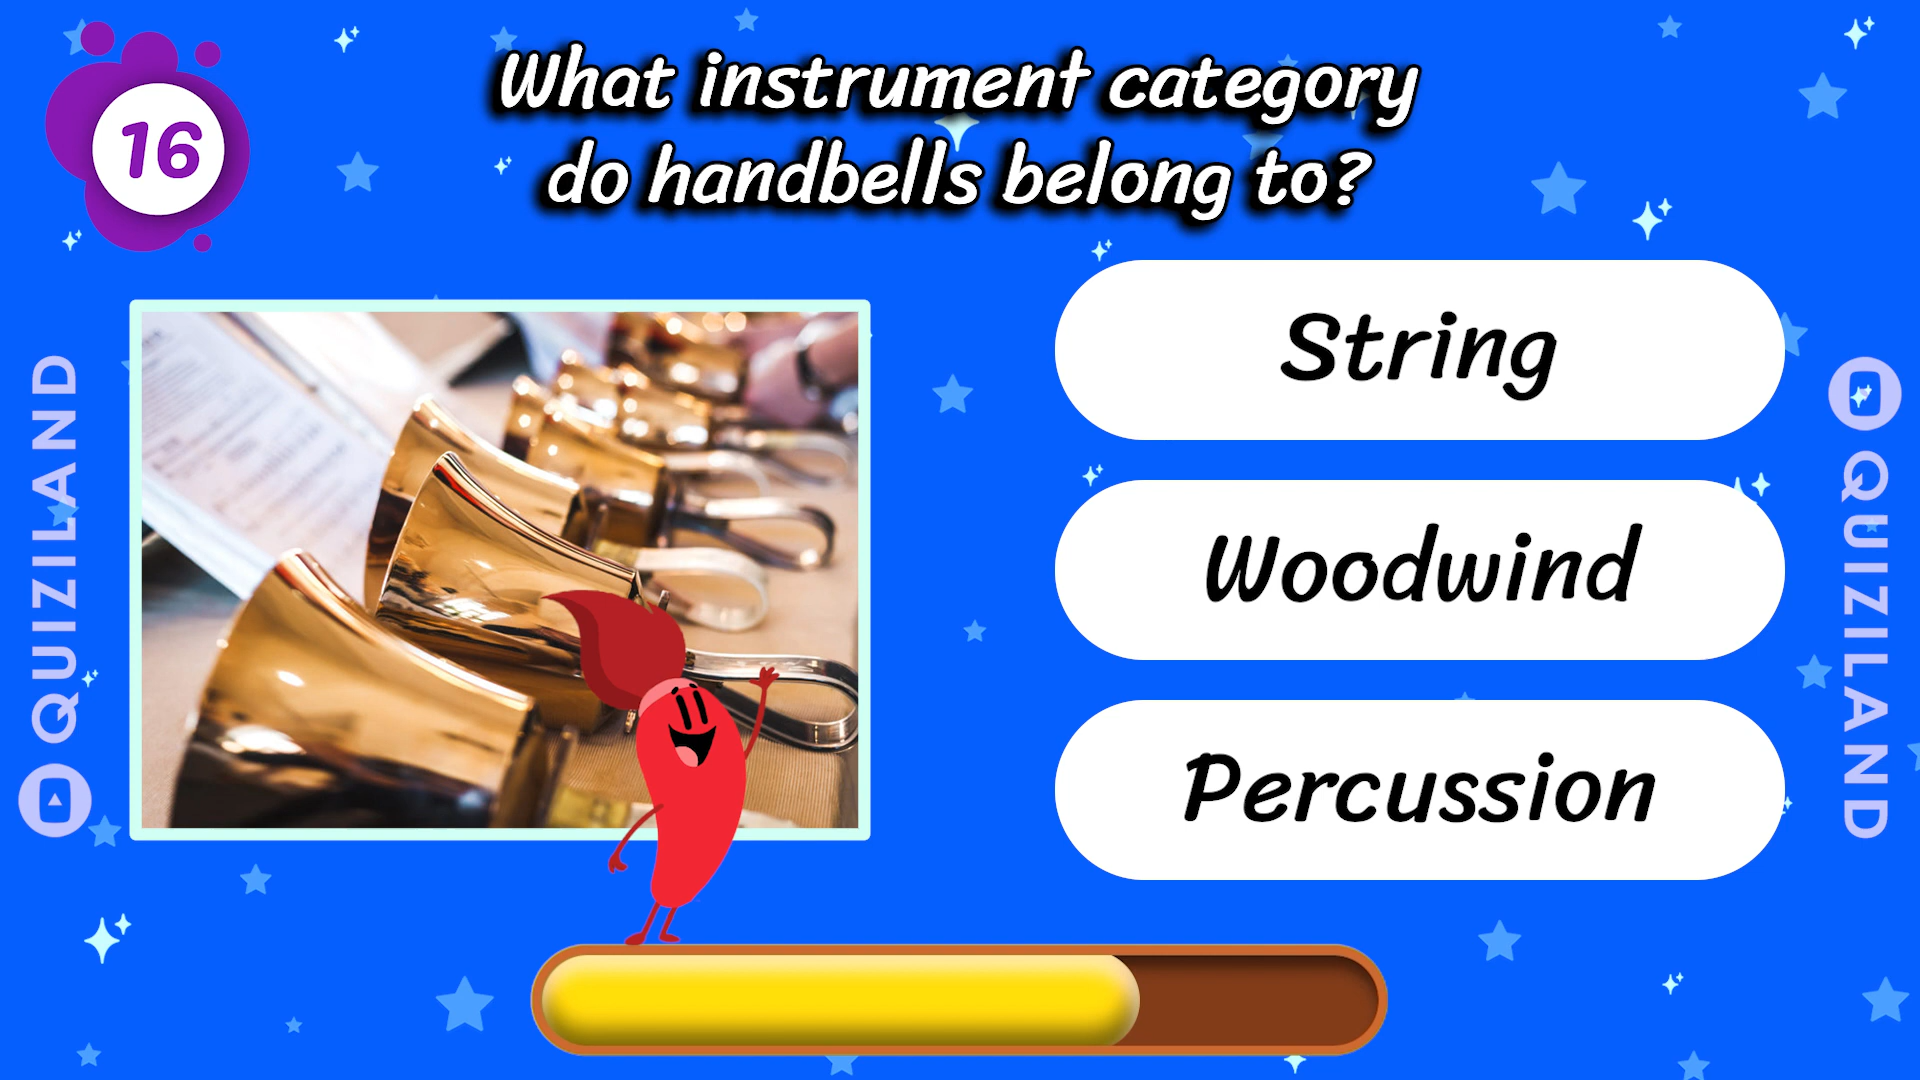 16
What instrument category
do handbells belong to?
String
Woodwind
Percussion
QUIZILAND
QUIZILAND